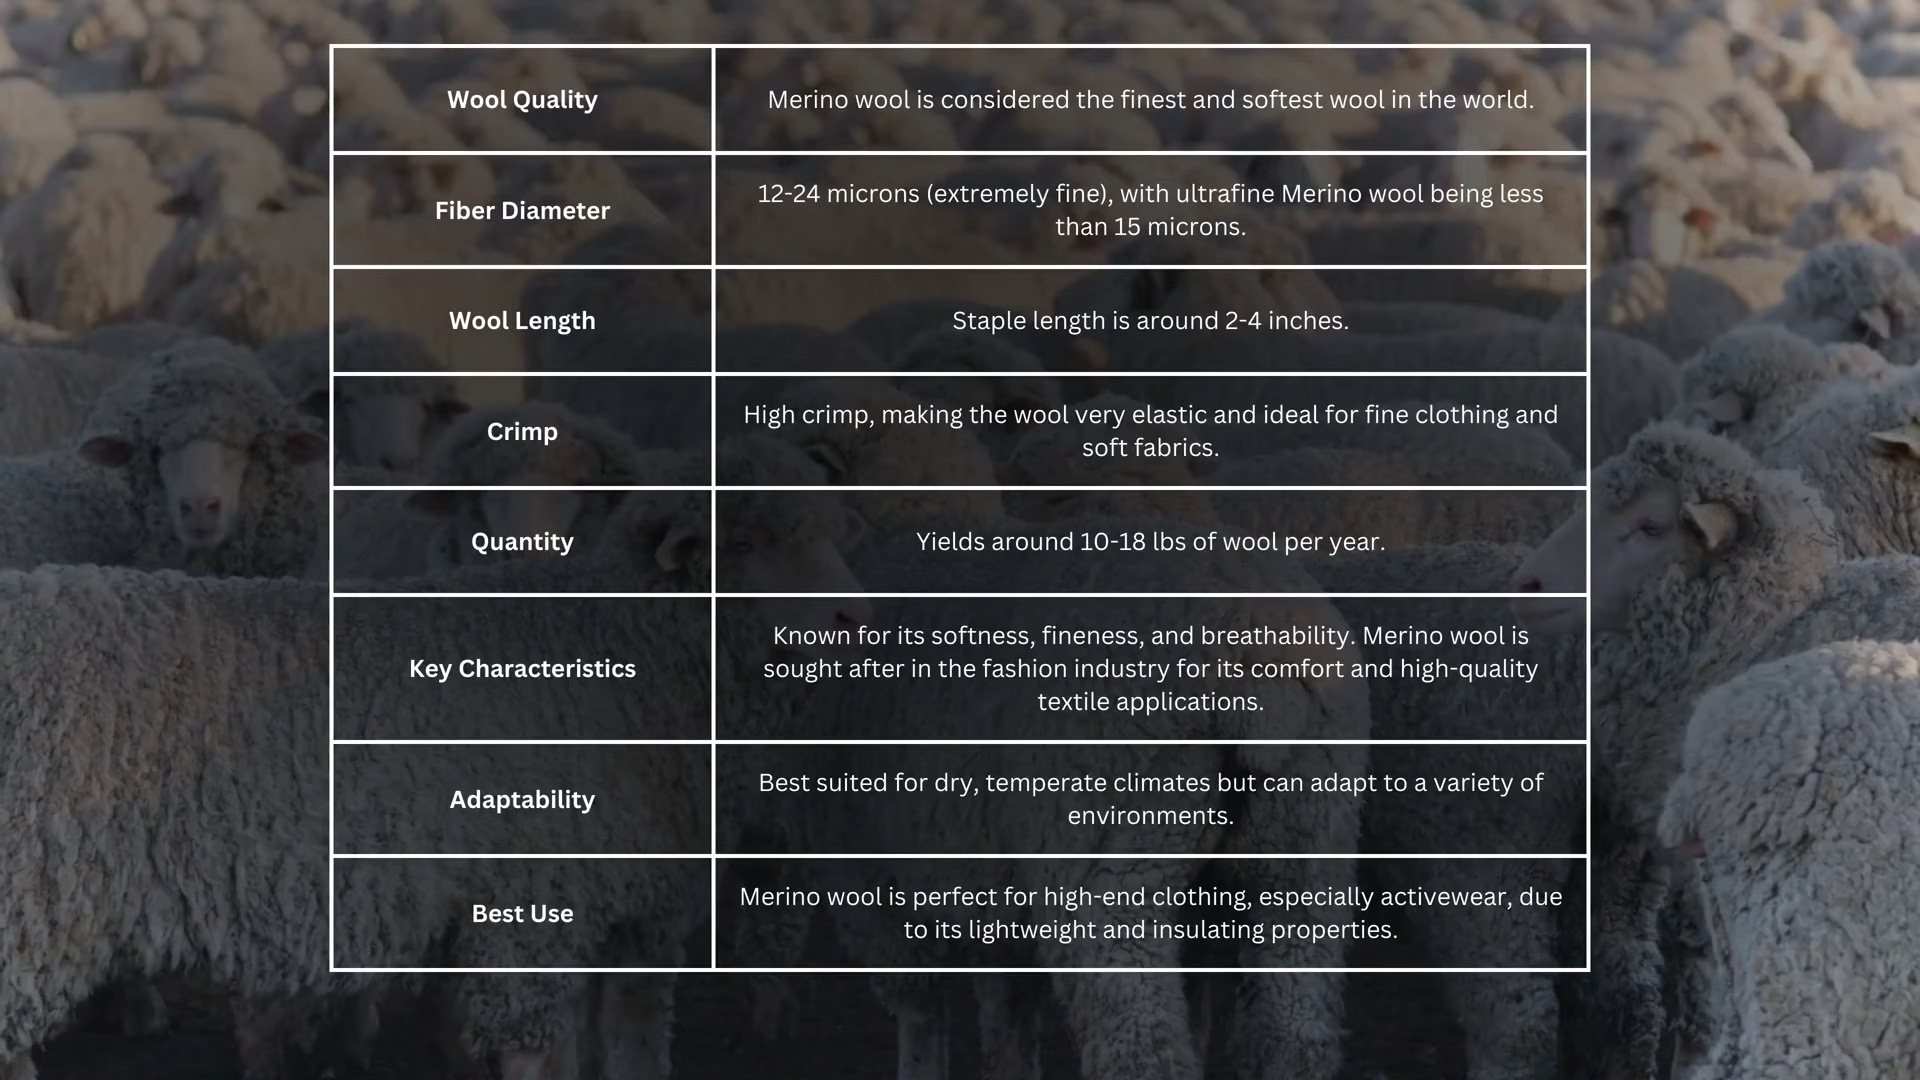 Wool Quality
Merino wool is considered the finest and softest wool in the world.
Fiber Diameter
12-24 microns (extremely fine), with ultrafine Merino wool being less
than 15 microns.
Wool Length
Staple length is around 2-4 inches.
Crimp
High crimp, making the wool very elastic and ideal for fine clothing and
soft fabrics.
Quantity
Yields around 10-18 lbs of wool per year.
Key Characteristics
Known for its softness, fineness, and breathability. Merino wool is
sought after in the fashion industry for its comfort and high-quality
textile applications.
Adaptability
Best suited for dry, temperate climates but can adapt to a variety of
environments.
Best Use
Merino wool is perfect for high-end clothing, especially activewear, due
to its lightweight and insulating properties.